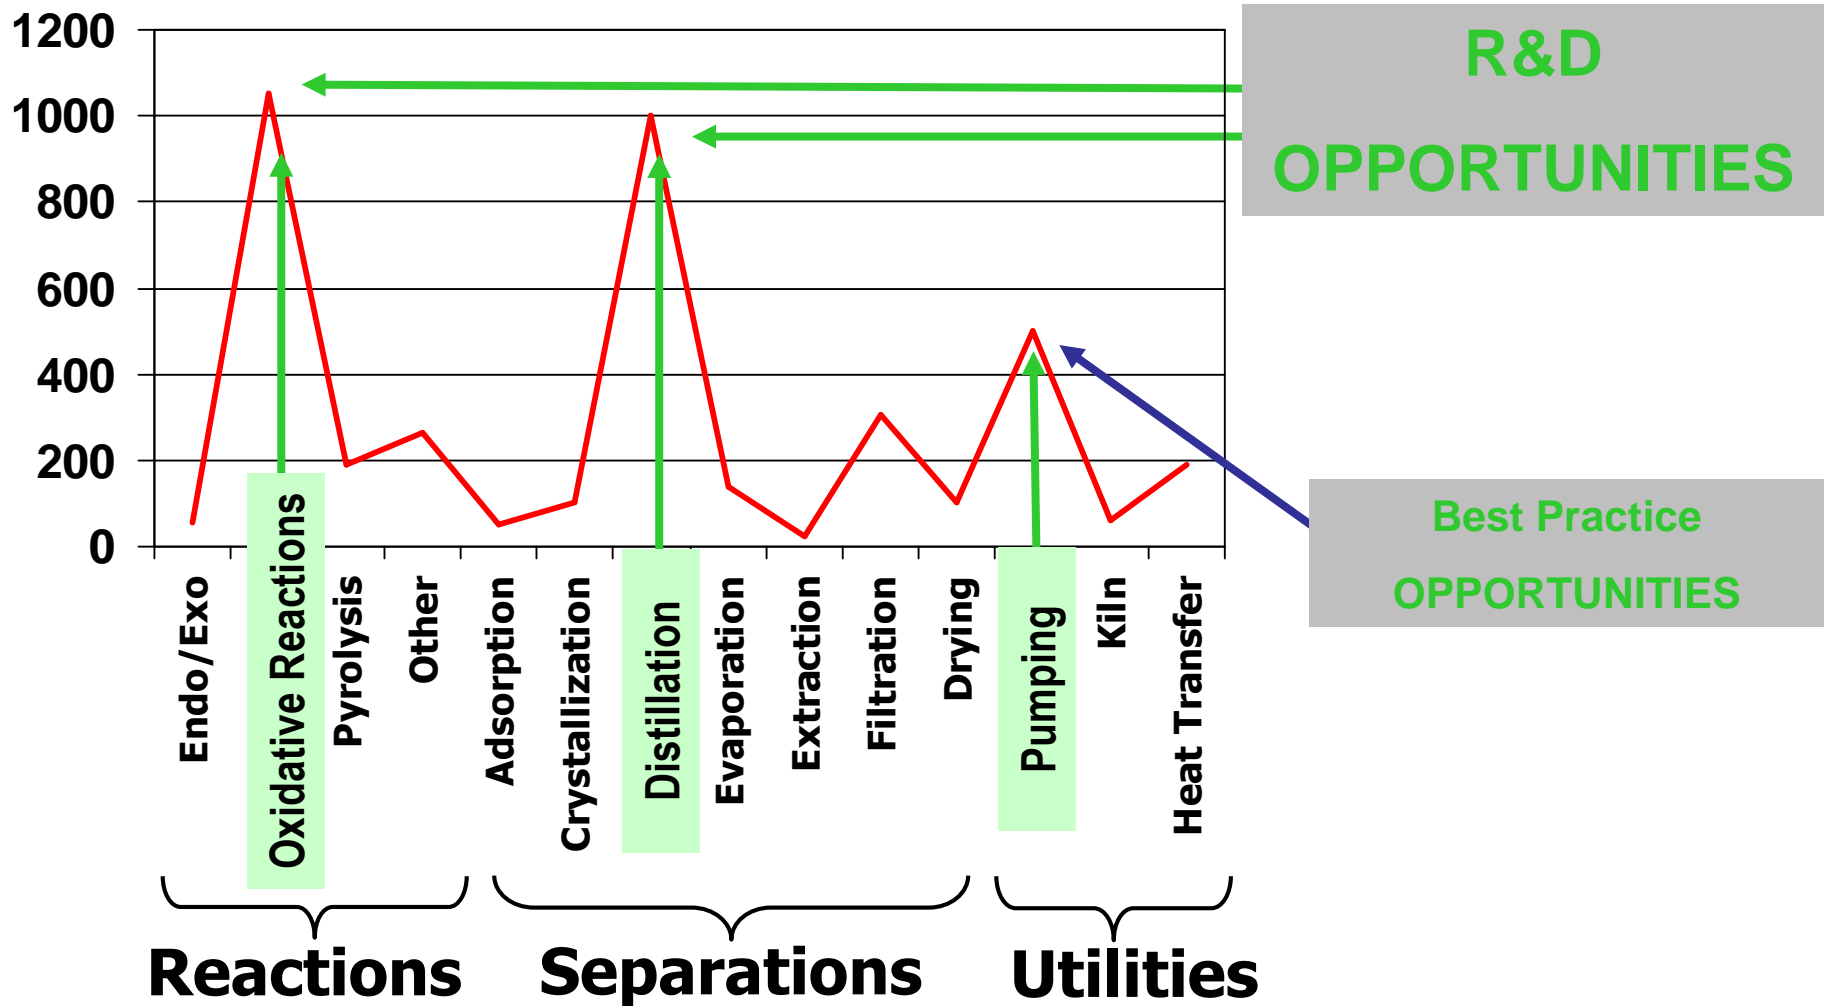 1200
1000
800
600
400
200
0
R&D
OPPORTUNITIES
Best Practice
OPPORTUNITIES
Endo/Exo
Oxidative Reactions
Pyrolysis
Other
Adsorption
Crystallization
Distillation
Evaporation
Extraction
Filtration
Drying
Pumping
Kiln
Heat Transfer
Reactions
Separations
Utilities